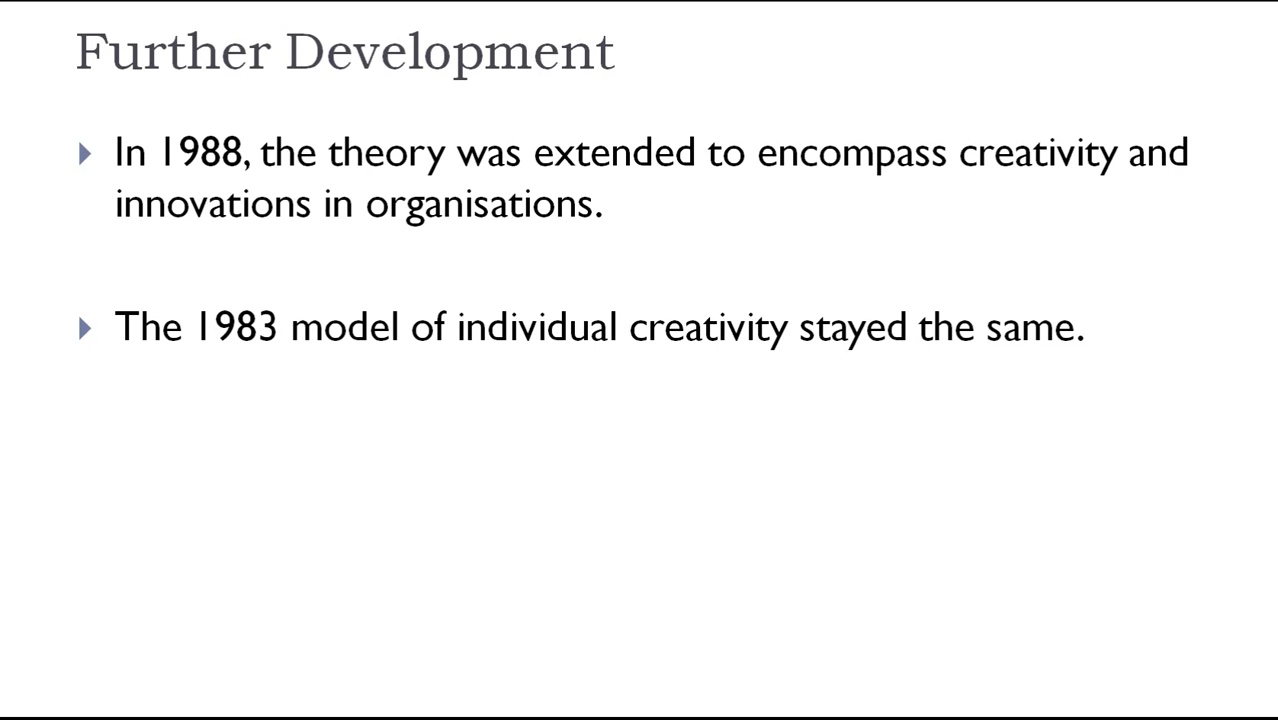 Further Development
In 1988, the theory was extended to encompass creativity and
innovations in organisations.
The 1983 model of individual creativity stayed the same.